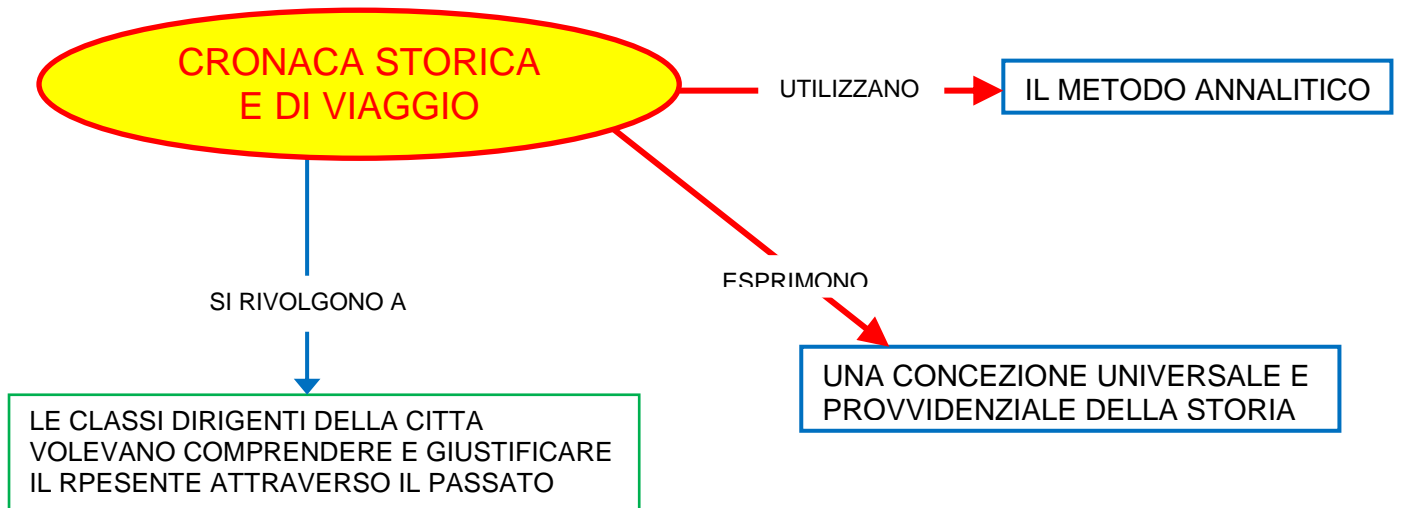 CRONACA STORICA
E DI VIAGGIO
UTILIZZANO
IL METODO ANNALITICO
ESPRIMONO
SI RIVOLGONO A
UNA CONCEZIONE UNIVERSALE E
PROVVIDENZIALE DELLA STORIA
LE CLASSI DIRIGENTI DELLA CITTA
VOLEVANO COMPRENDERE E GIUSTIFICARE
IL RPESENTE ATTRAVERSO IL PASSATO